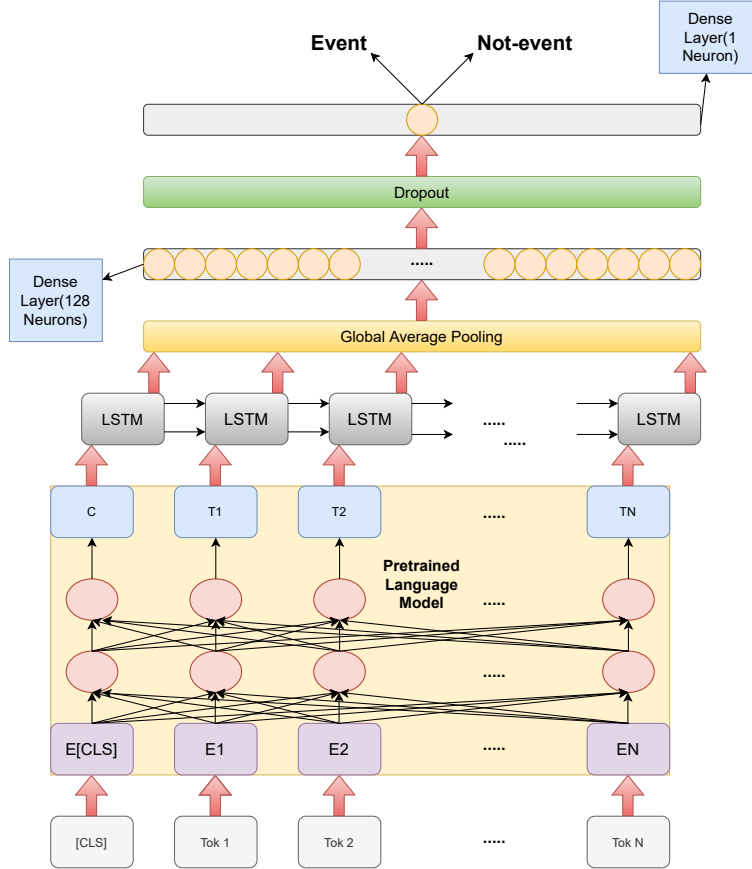 Dense
Layer(1
Neuron)
Event
Not-event
Dropout
Dense
Layer(128
Neurons)
.....
Global Average Pooling
LSTM
LSTM
LSTM
.....
.....
LSTM
C
T1
T2
.....
TN
Pretrained
Language
Model
.....
.....
E[CLS]
E1
E2
.....
EN
[CLS]
Tok 1
Tok 2
.....
Tok N